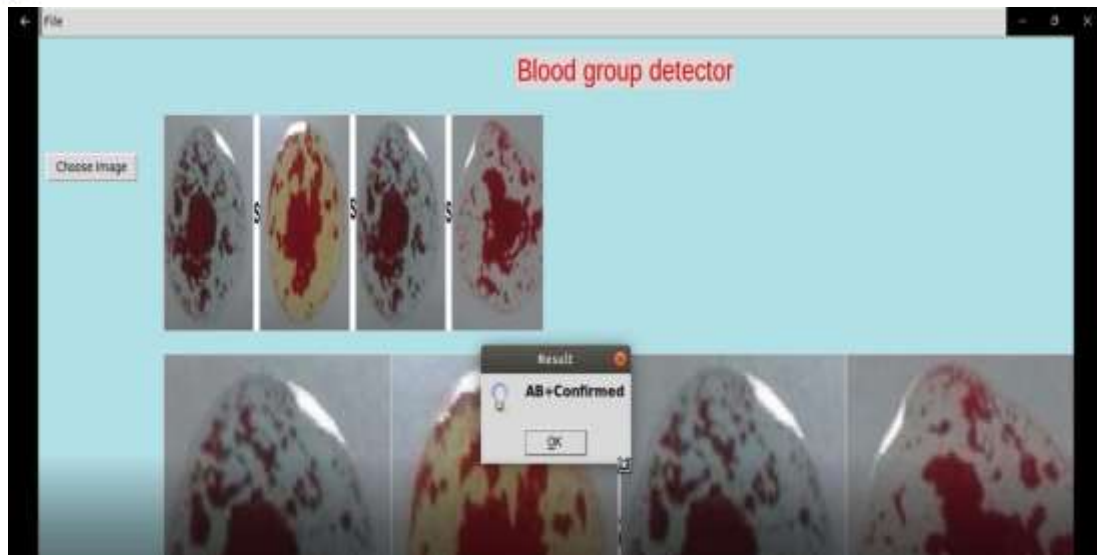 File
Blood group detector
Choose image
S S S
Result
AB+Confirmed
OK